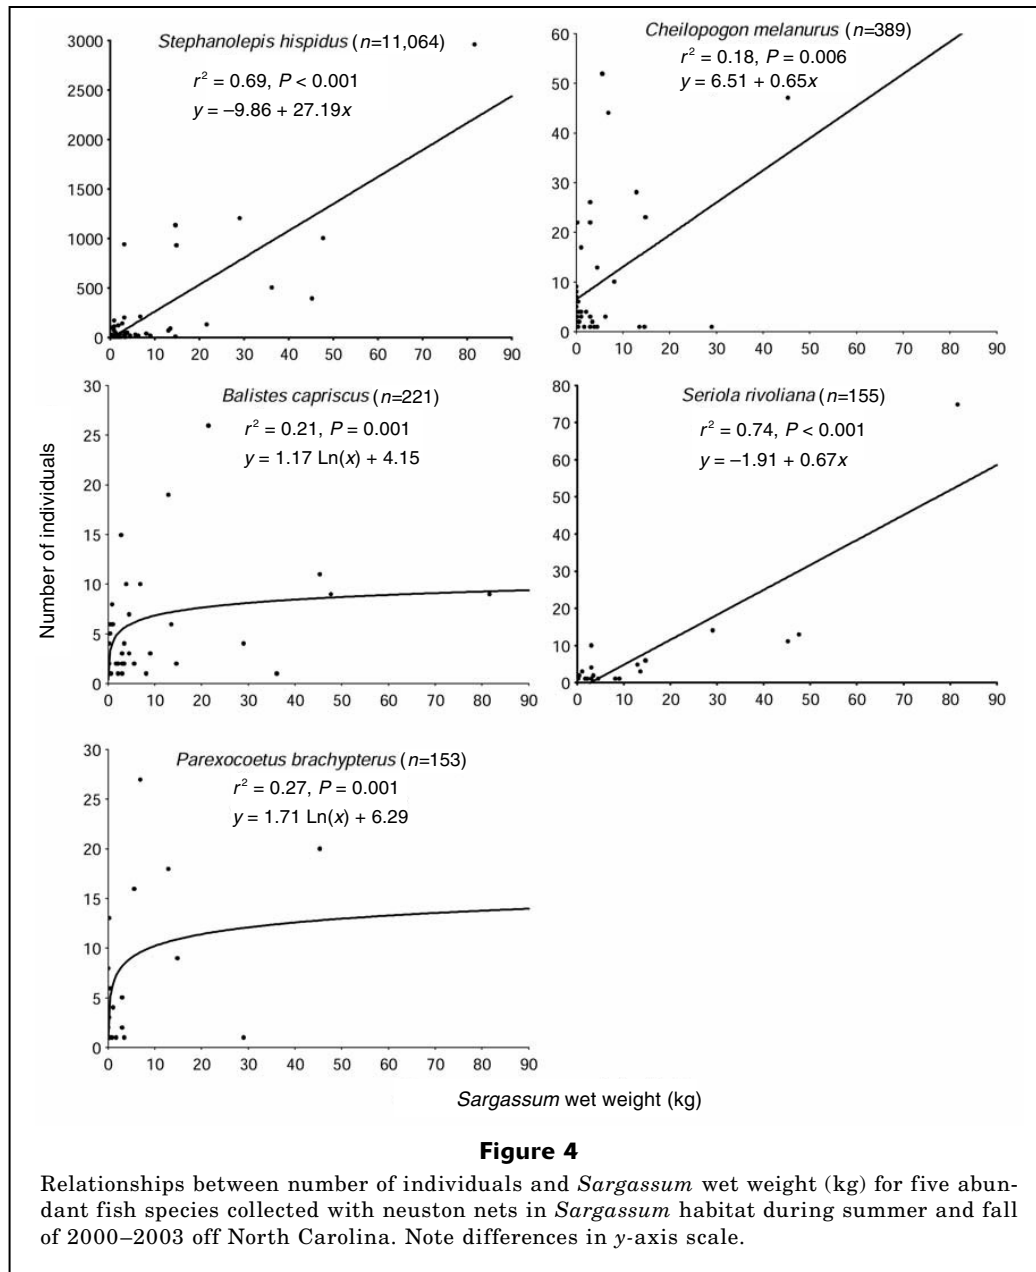 Stephanolepis hispidus (n=11,064)
r² = 0.69, P < 0.001
y = –9.86 + 27.19x
3000
2500
2000
1500
1000
500
0
0 10 20 30 40 50 60 70 80 90
Cheilopogon melanurus (n=389)
r² = 0.18, P = 0.006
y = 6.51 + 0.65x
60
50
40
30
20
10
0
0 10 20 30 40 50 60 70 80 90
Number of individuals
Balistes capriscus (n=221)
r² = 0.21, P = 0.001
y = 1.17 Ln(x) + 4.15
30
25
20
15
10
5
0
0 10 20 30 40 50 60 70 80 90
Seriola rivoliana (n=155)
r² = 0.74, P < 0.001
y = –1.91 + 0.67x
80
70
60
50
40
30
20
10
0
0 10 20 30 40 50 60 70 80 90
Parexocoetus brachypterus (n=153)
r² = 0.27, P = 0.001
y = 1.71 Ln(x) + 6.29
30
25
20
15
10
5
0
0 10 20 30 40 50 60 70 80 90
Sargassum wet weight (kg)
Figure 4
Relationships between number of individuals and Sargassum wet weight (kg) for five abun-
dant fish species collected with neuston nets in Sargassum habitat during summer and fall
of 2000–2003 off North Carolina. Note differences in y-axis scale.